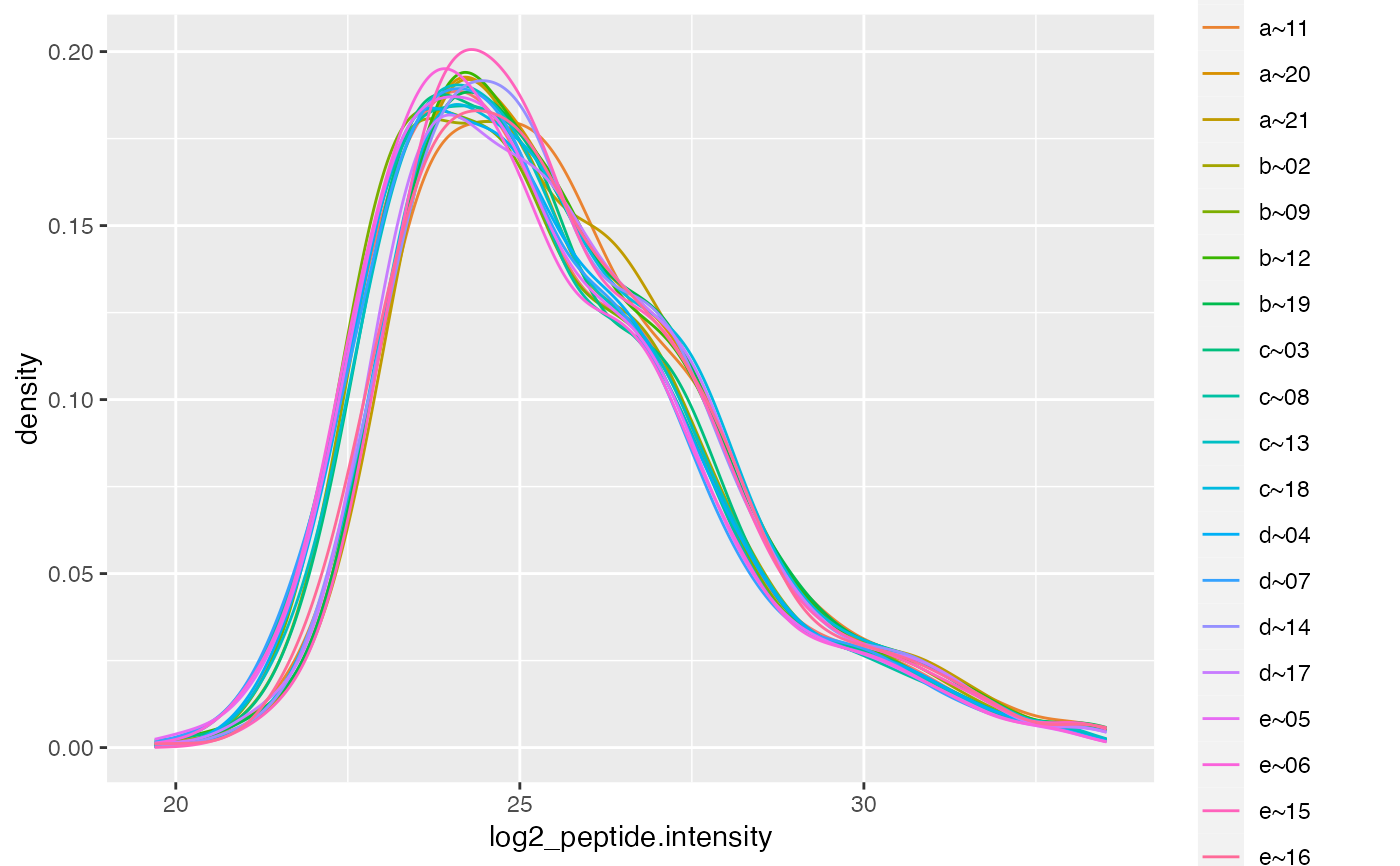 0.20
0.15
0.10
0.05
0.00
density
20
25
30
log2_peptide.intensity
a~11
a~20
a~21
b~02
b~09
b~12
b~19
c~03
c~08
c~13
c~18
d~04
d~07
d~14
d~17
e~05
e~06
e~15
e~16